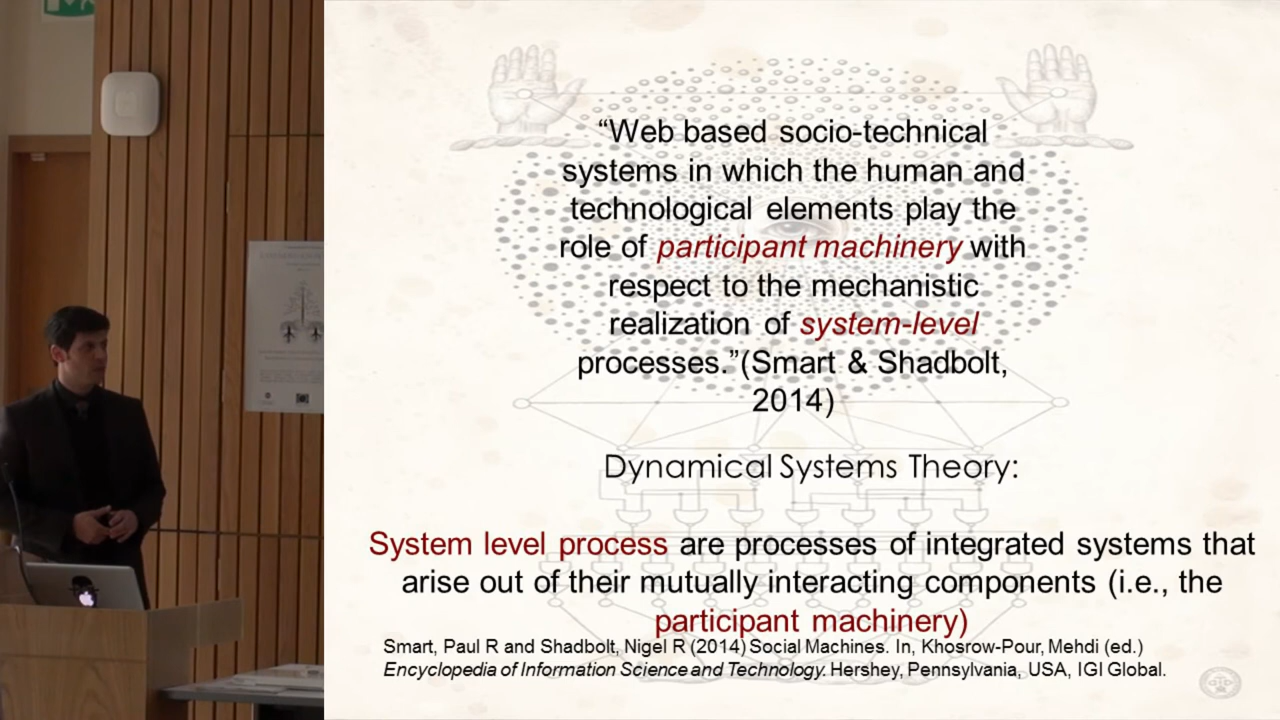 “Web based socio-technical
systems in which the human and
technological elements play the
role of participant machinery with
respect to the mechanistic
realization of system-level
processes.”(Smart & Shadbolt,
2014)
Dynamical Systems Theory:
System level process are processes of integrated systems that
arise out of their mutually interacting components (i.e., the
participant machinery)
Smart, Paul R and Shadbolt, Nigel R (2014) Social Machines. In, Khosrow-Pour, Mehdi (ed.)
Encyclopedia of Information Science and Technology. Hershey, Pennsylvania, USA, IGI Global.